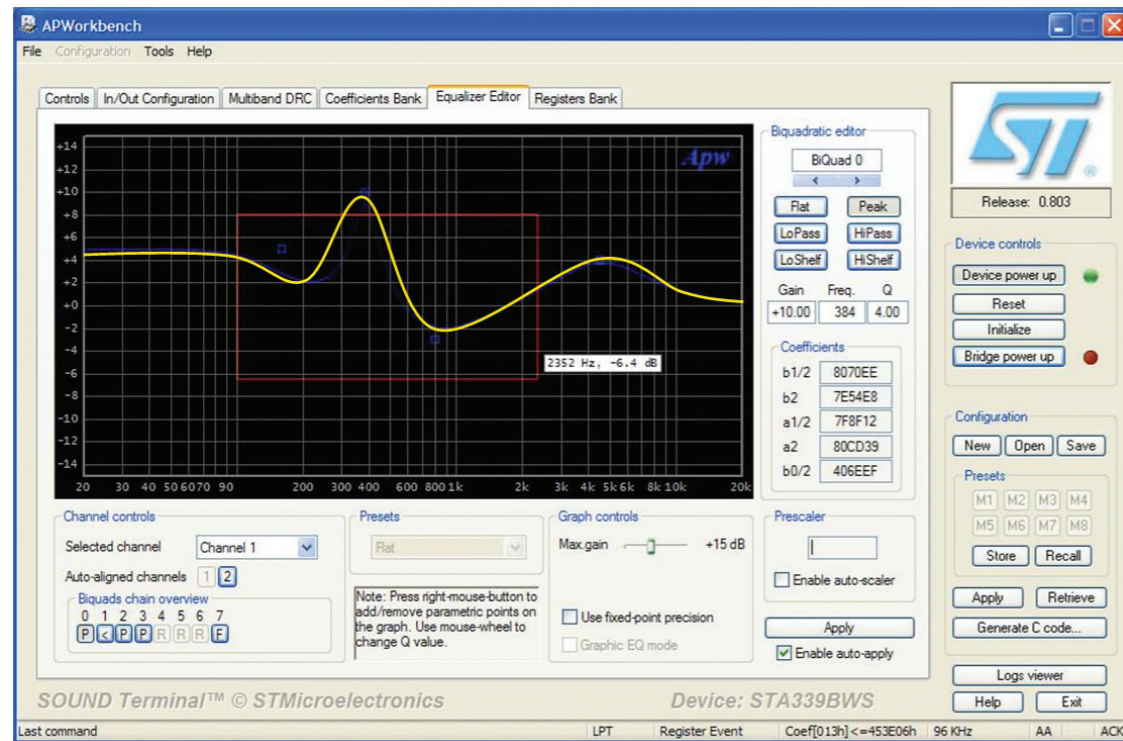 APWorkbench
File Configuration Tools Help
Controls In/Out Configuration Multiband DRC Coefficients Bank Equalizer Editor Registers Bank
+14
+12
+10
+8
+6
+4
+2
+0
-2
-4
-6
-8
-10
-12
-14
Apw
2352 Hz, -6.4 dB
20 30 40 50 60 70 90 200 300 400 600 800 1k 2k 3k 4k 5k 6k 8k 10k 20k
Biquadratic editor
BiQuad 0
< >
Flat Peak
LoPass HiPass
LoShelf HiShelf
Gain Freq. Q
+10.00 384 4.00
Coefficients
b1/2 8070EE
b2 7E54E8
a1/2 7F8F12
a2 80CD39
b0/2 406EEF
Channel controls
Selected channel Channel 1
Auto-aligned channels 1 2
Biquads chain overview
0 1 2 3 4 5 6 7
P < P P R R R F
Presets
Flat
Note: Press right-mouse-button to
add/remove parametric points on
the graph. Use mouse-wheel to
change Q value.
Graph controls
Max.gain +15 dB
Use fixed-point precision
Graphic EQ mode
Prescaler
Enable auto-scaler
Apply
Enable auto-apply
ST
®
Release: 0.803
Device controls
Device power up
Reset
Initialize
Bridge power up
Configuration
New Open Save
Presets
M1 M2 M3 M4
M5 M6 M7 M8
Store Recall
Apply Retrieve
Generate C code...
Logs viewer
Help Exit
SOUND Terminal™ © STMicroelectronics Device: STA339BWS
Last command LPT Register Event Coef[013h]<=453E06h 96 KHz AA ACK